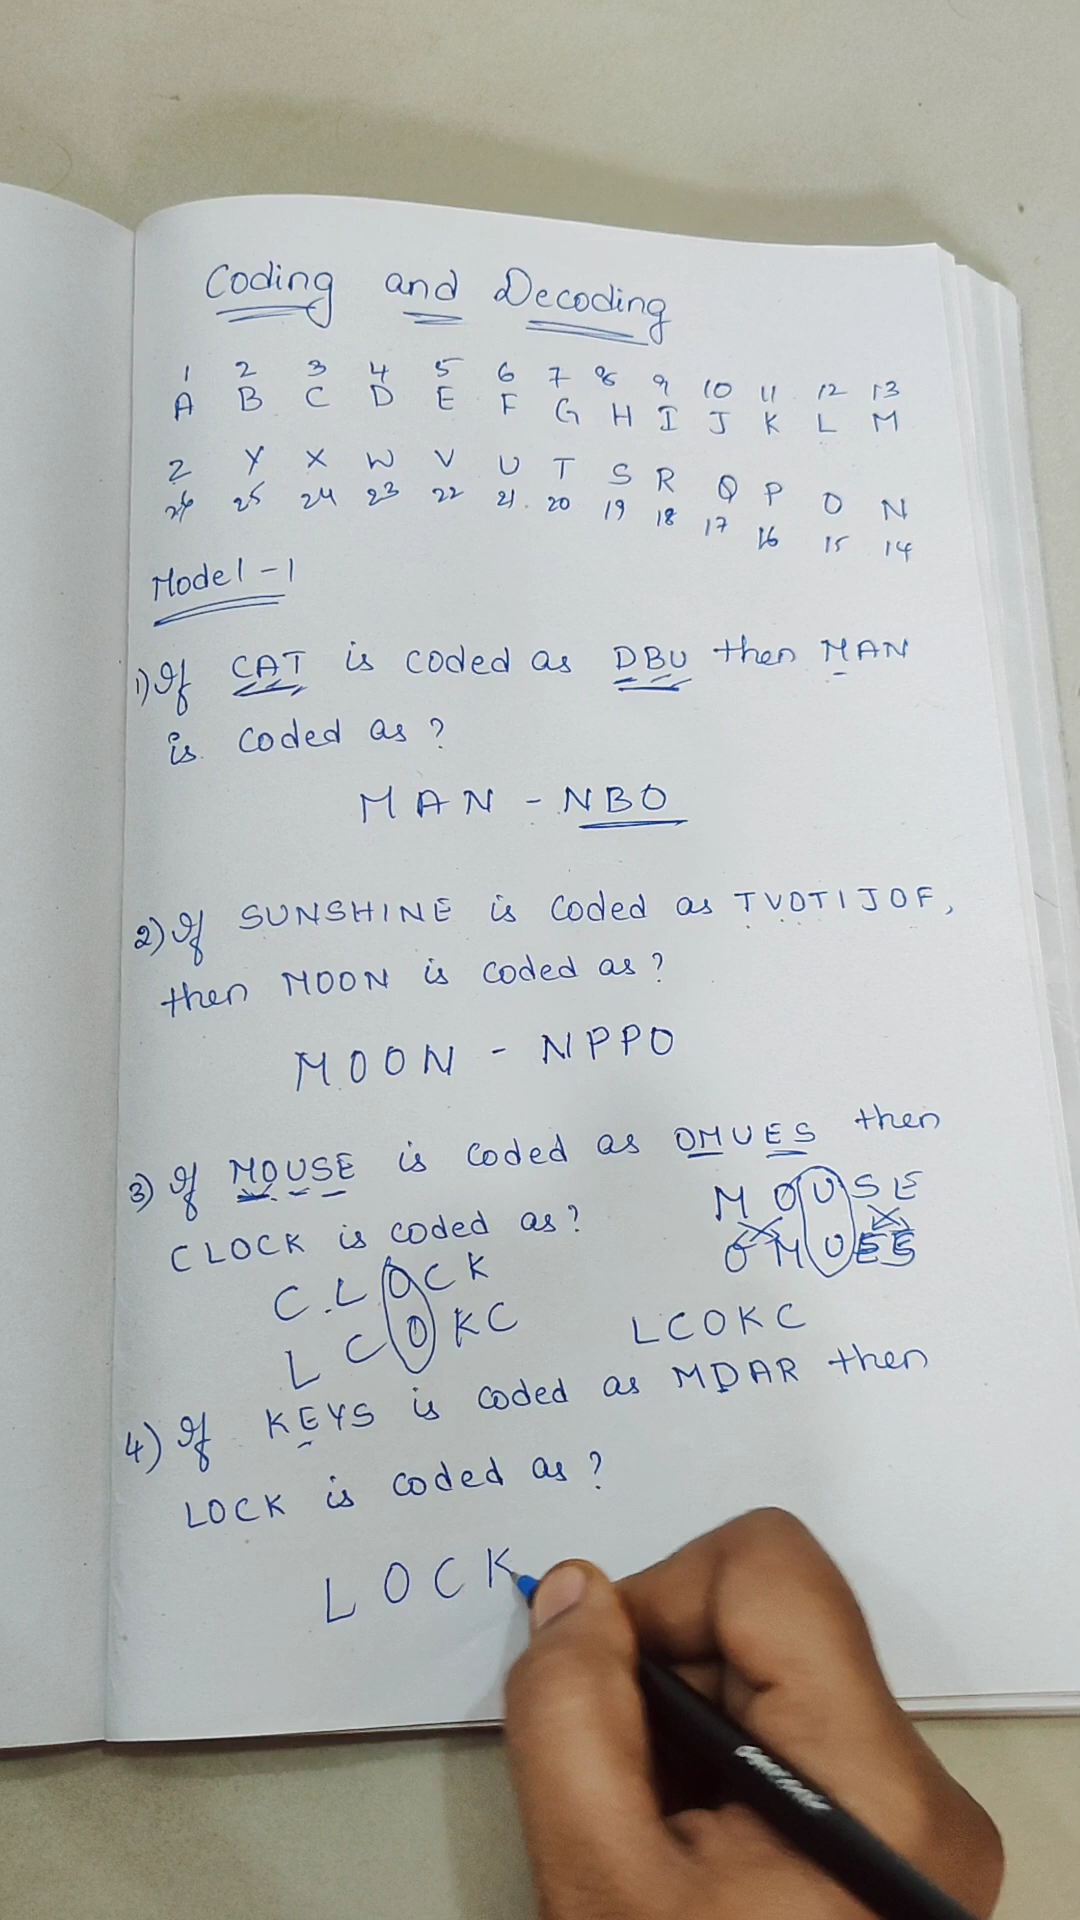 Coding and Decoding
1 2 3 4 5 6 7 8 9 10 11 12 13
A B C D E F G H I J K L M
Z Y X W V U T S R Q P O N
26 25 24 23 22 21 20 19 18 17 16 15 14
Model-1
1) If CAT is coded as DBU then MAN
is coded as?
MAN - NBO
2) If SUNSHINE is coded as TVOTIJOF,
then MOON is coded as?
MOON - NPPO
3) If MOUSE is coded as OMUES then
CLOCK is coded as?
MOUSE
OMUES
C.LOCK
LCOKC
LCOKC
4) If KEYS is coded as MDAR then
LOCK is coded as?
LOCK